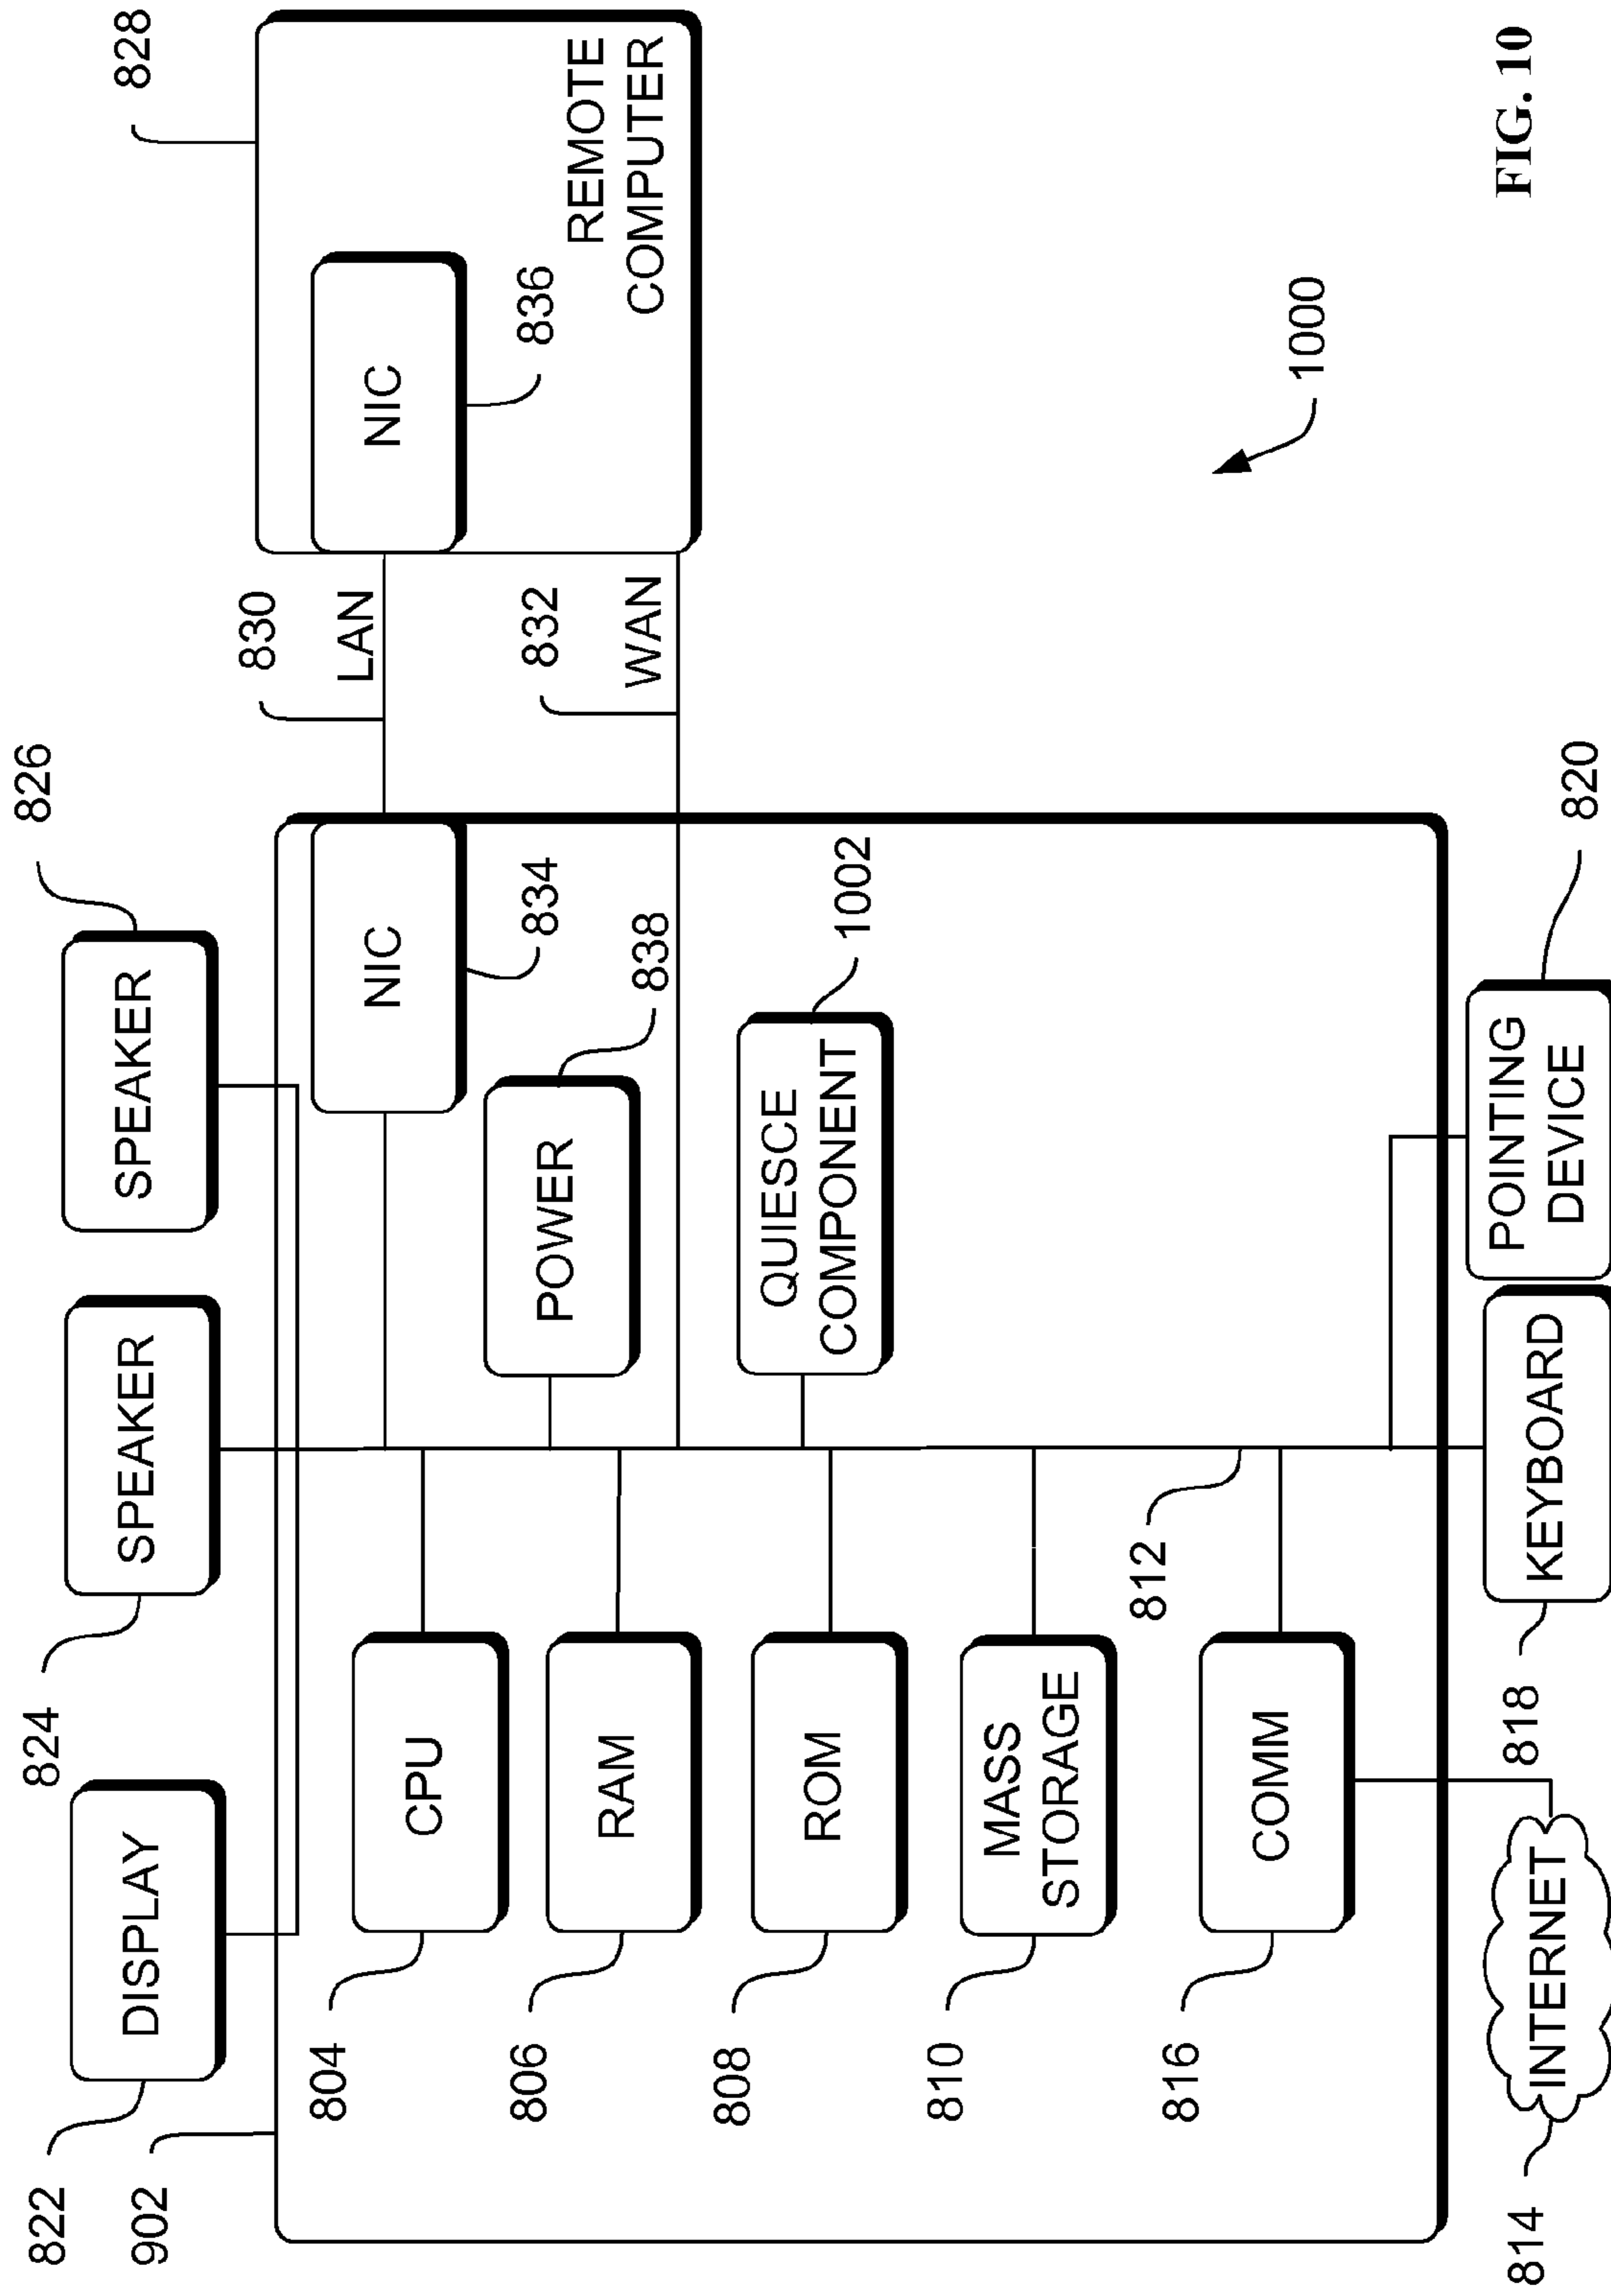 822
DISPLAY
824
SPEAKER
SPEAKER
826
902
804
CPU
806
RAM
808
ROM
810
MASS
STORAGE
816
COMM
812
NIC
834
POWER
838
QUIESCE
COMPONENT
1002
830
LAN
832
WAN
828
NIC
836
REMOTE
COMPUTER
814
INTERNET
818
KEYBOARD
POINTING
DEVICE
820
1000
FIG. 10